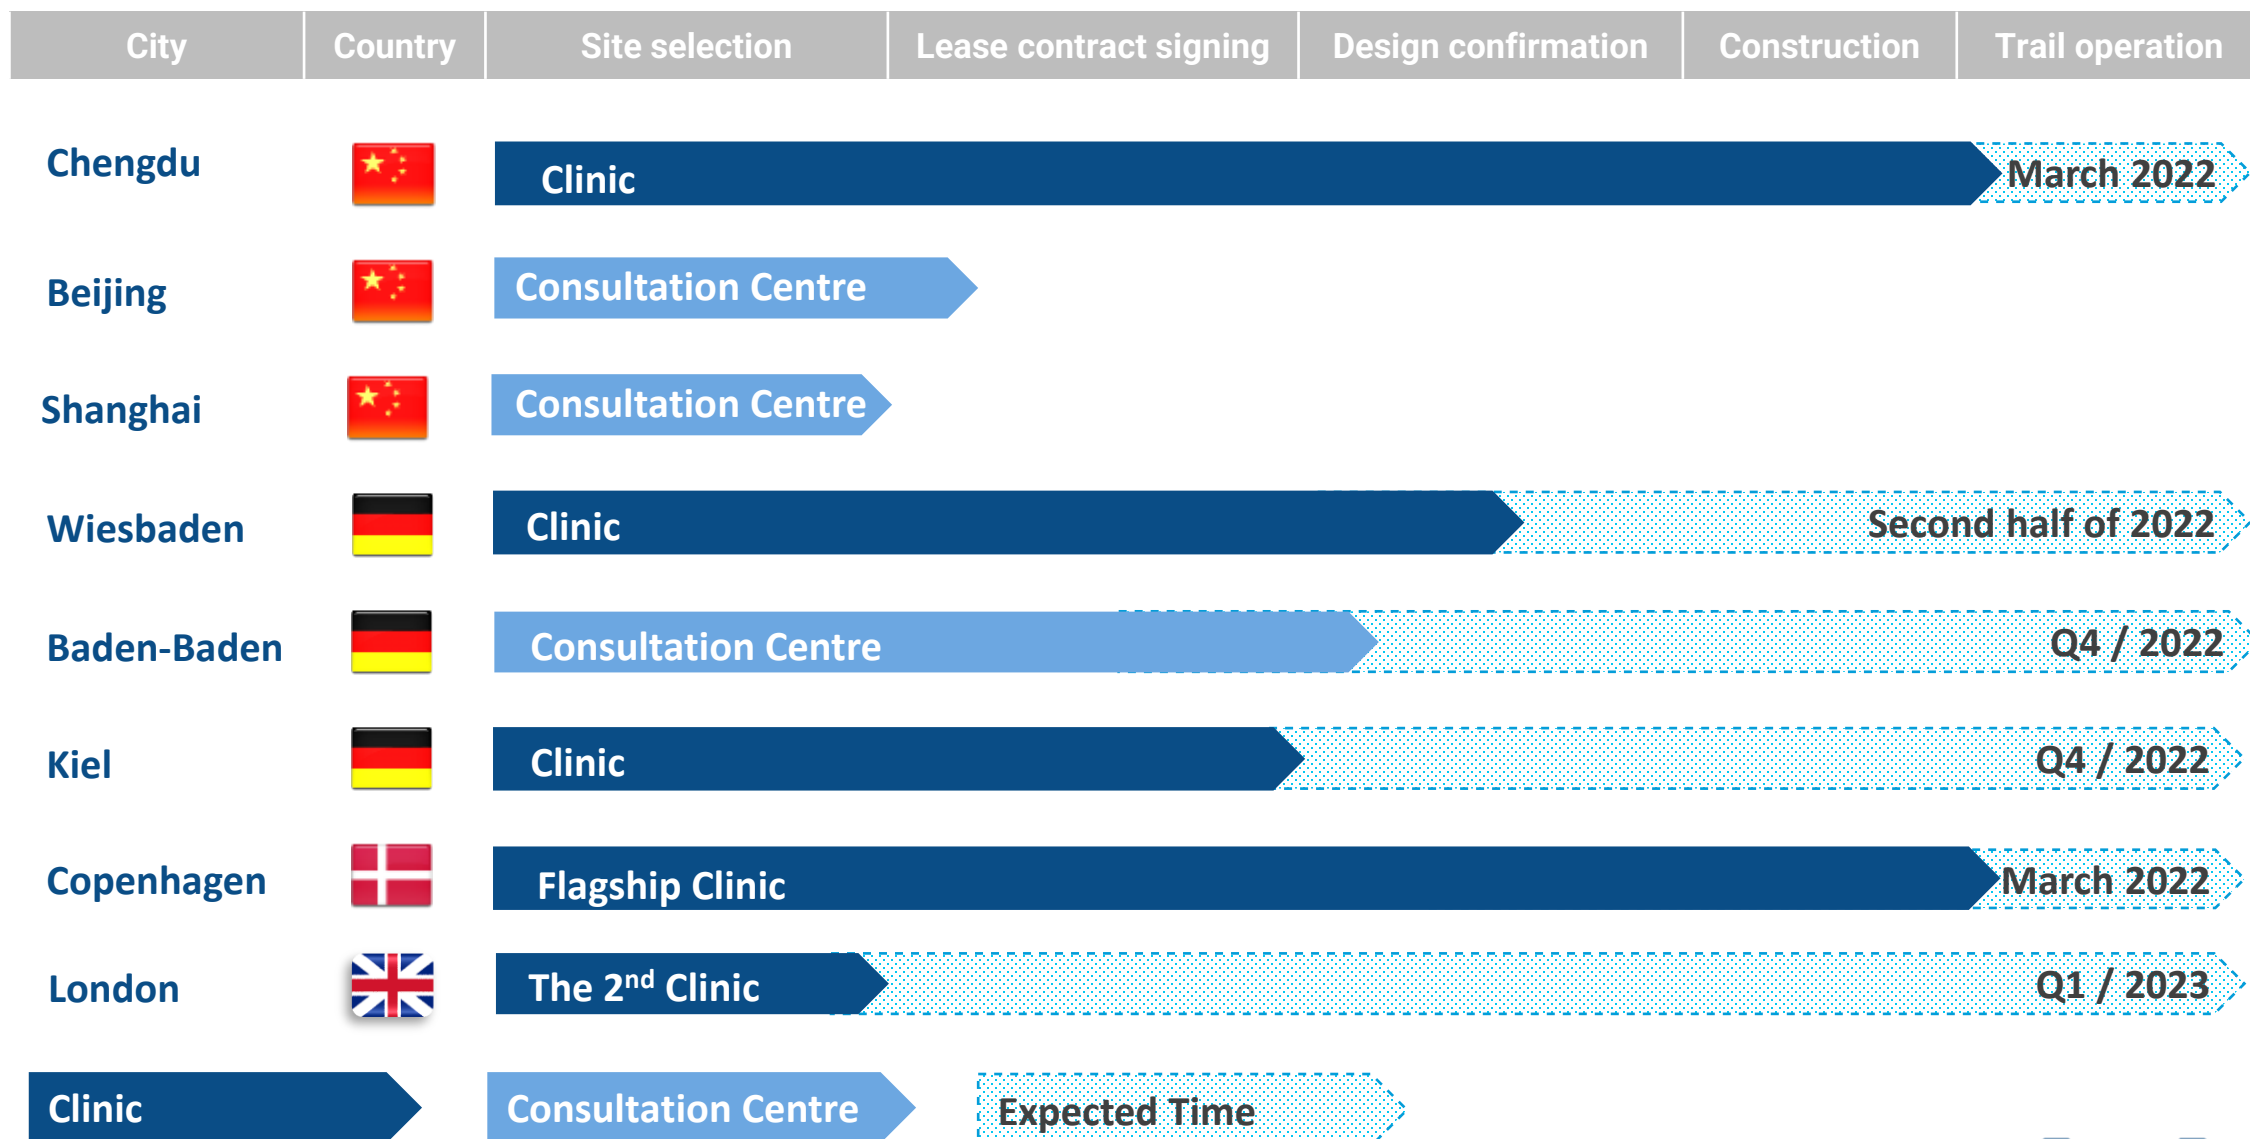 City Country Site selection Lease contract signing Design confirmation Construction Trail operation
Chengdu Clinic March 2022
Beijing Consultation Centre
Shanghai Consultation Centre
Wiesbaden Clinic Second half of 2022
Baden-Baden Consultation Centre Q4 / 2022
Kiel Clinic Q4 / 2022
Copenhagen Flagship Clinic March 2022
London The 2nd Clinic Q1 / 2023
Clinic Consultation Centre Expected Time